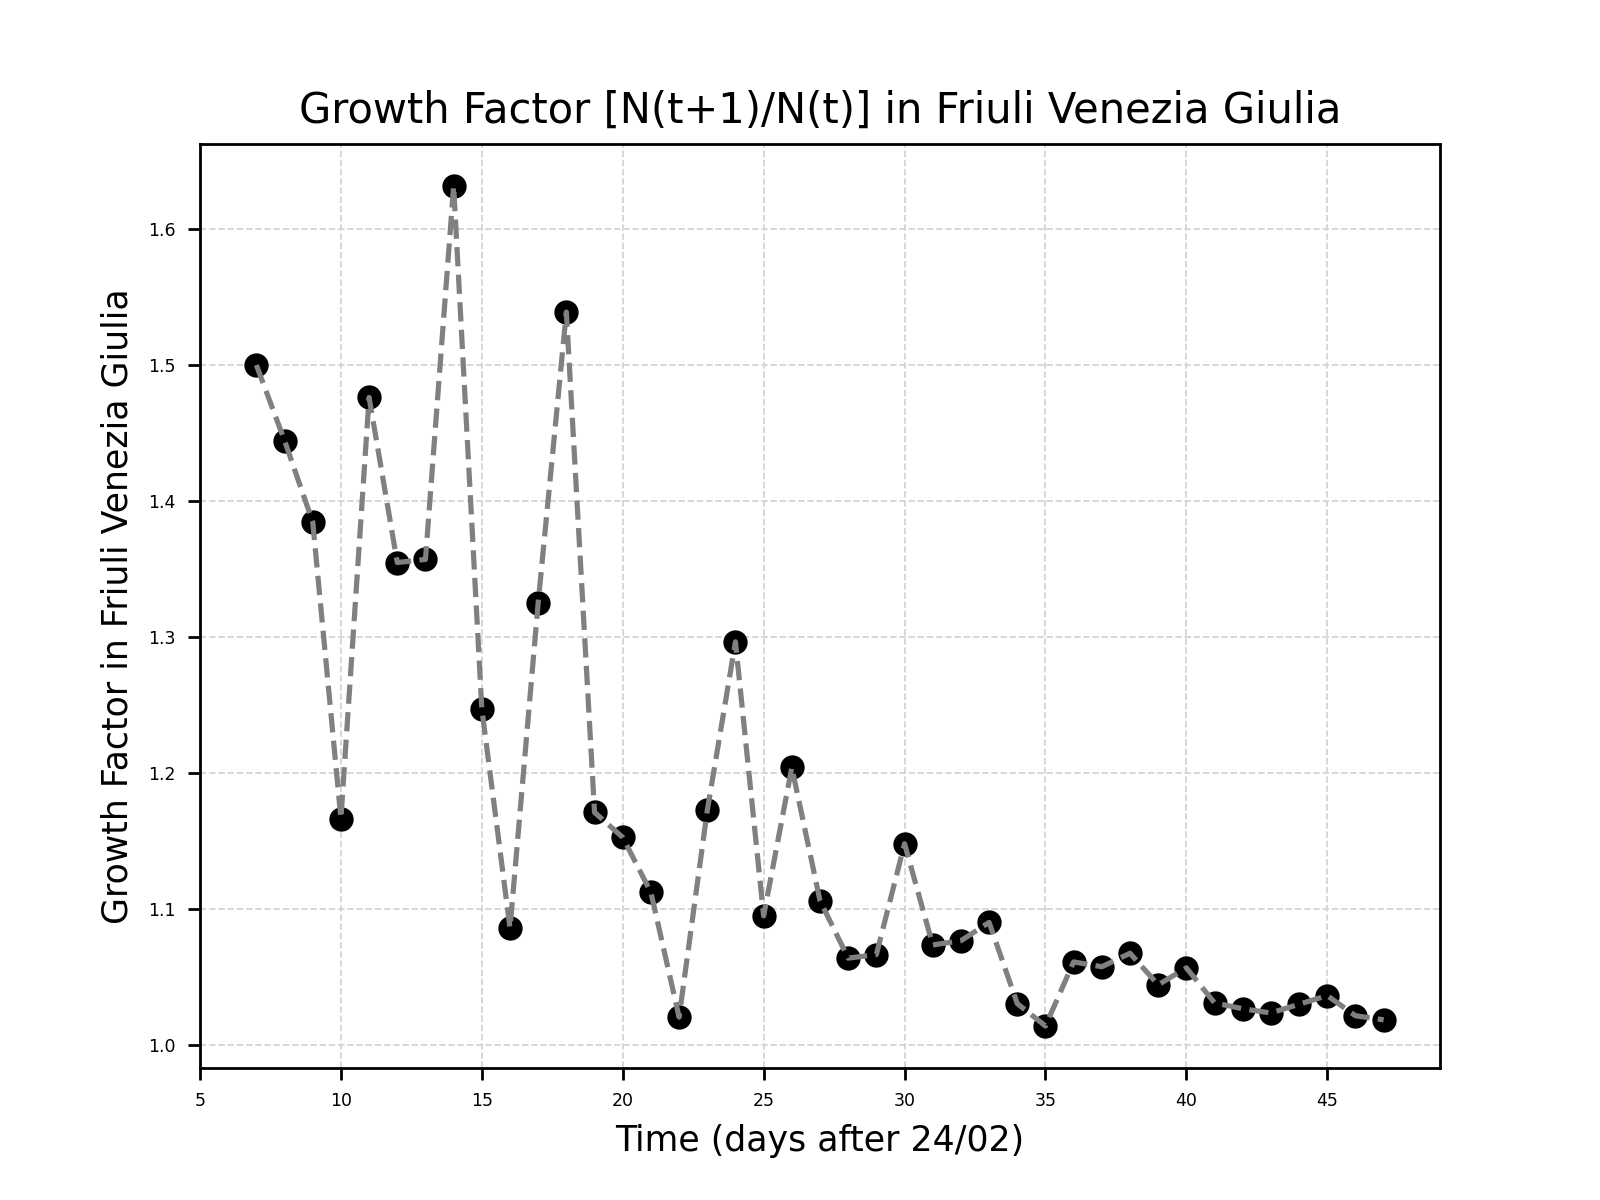 Growth Factor [N(t+1)/N(t)] in Friuli Venezia Giulia
Growth Factor in Friuli Venezia Giulia
1.6
1.5
1.4
1.3
1.2
1.1
1.0
5 10 15 20 25 30 35 40 45
Time (days after 24/02)